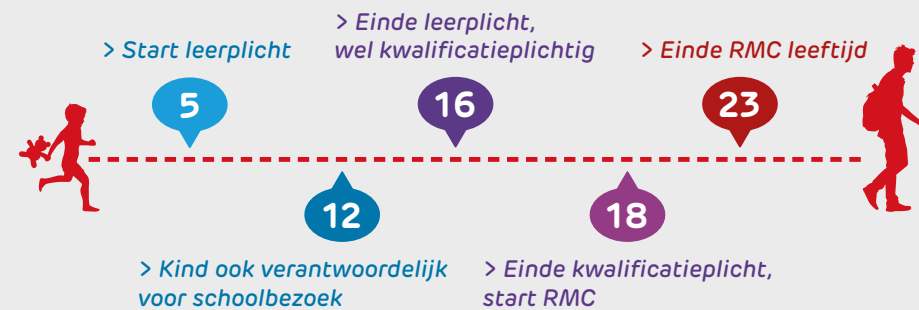 > Start leerplicht
5
> Einde leerplicht,
wel kwalificatieplichtig
16
> Einde RMC leeftijd
23
12
> Kind ook verantwoordelijk
voor schoolbezoek
18
> Einde kwalificatieplicht,
start RMC